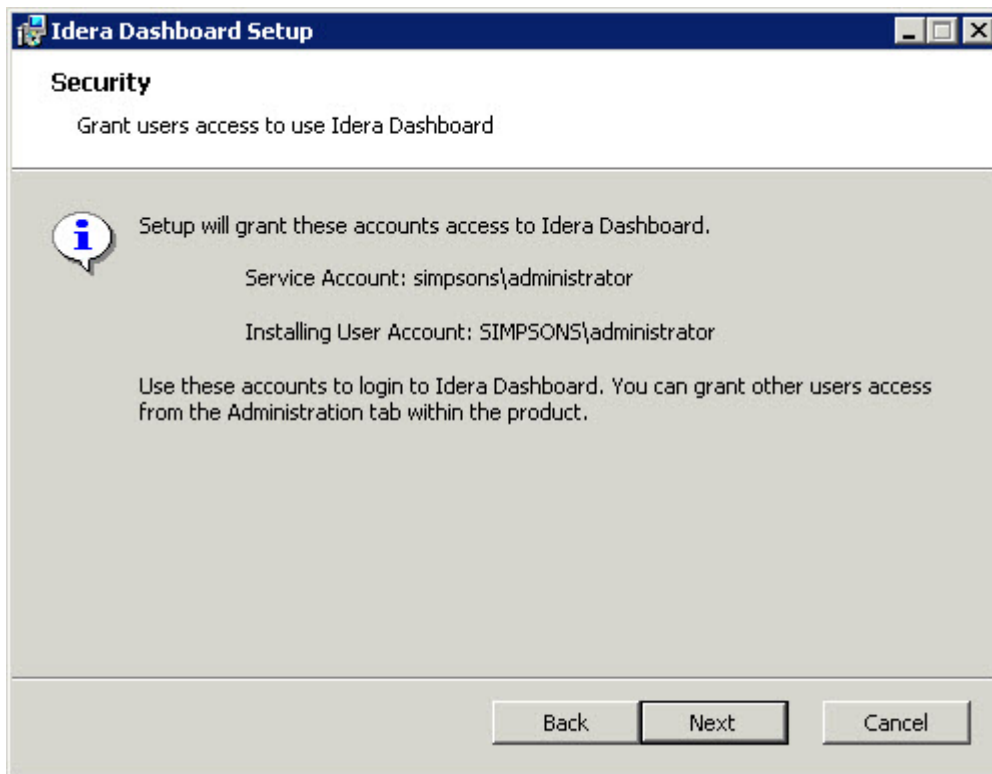 Idera Dashboard Setup
Security
Grant users access to use Idera Dashboard
Setup will grant these accounts access to Idera Dashboard.
Service Account: simpsons\administrator
Installing User Account: SIMPSONS\administrator
Use these accounts to login to Idera Dashboard. You can grant other users access
from the Administration tab within the product.
Back Next Cancel